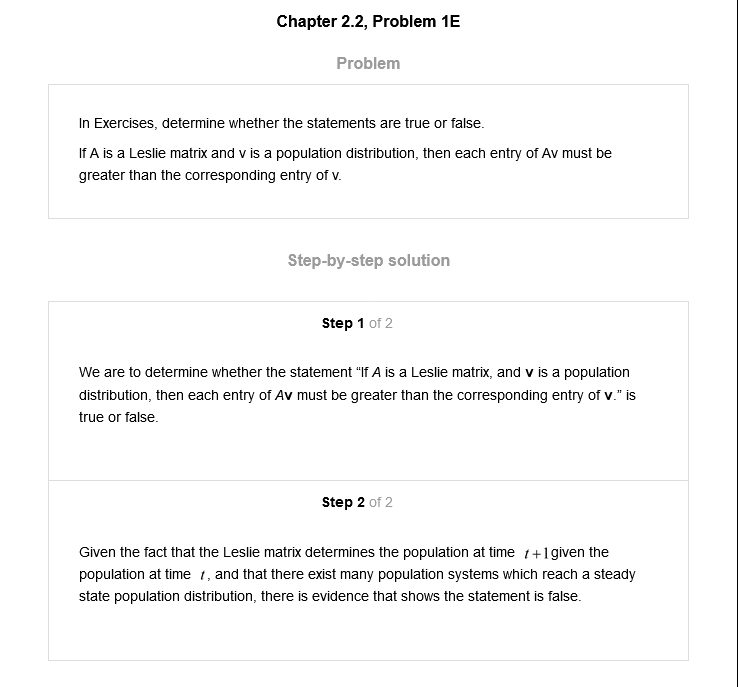 Chapter 2.2, Problem 1E
Problem
In Exercises, determine whether the statements are true or false.
If A is a Leslie matrix and v is a population distribution, then each entry of Av must be
greater than the corresponding entry of v.
Step-by-step solution
Step 1 of 2
We are to determine whether the statement “If A is a Leslie matrix, and v is a population
distribution, then each entry of Av must be greater than the corresponding entry of v.” is
true or false.
Step 2 of 2
Given the fact that the Leslie matrix determines the population at time t+1 given the
population at time t, and that there exist many population systems which reach a steady
state population distribution, there is evidence that shows the statement is false.